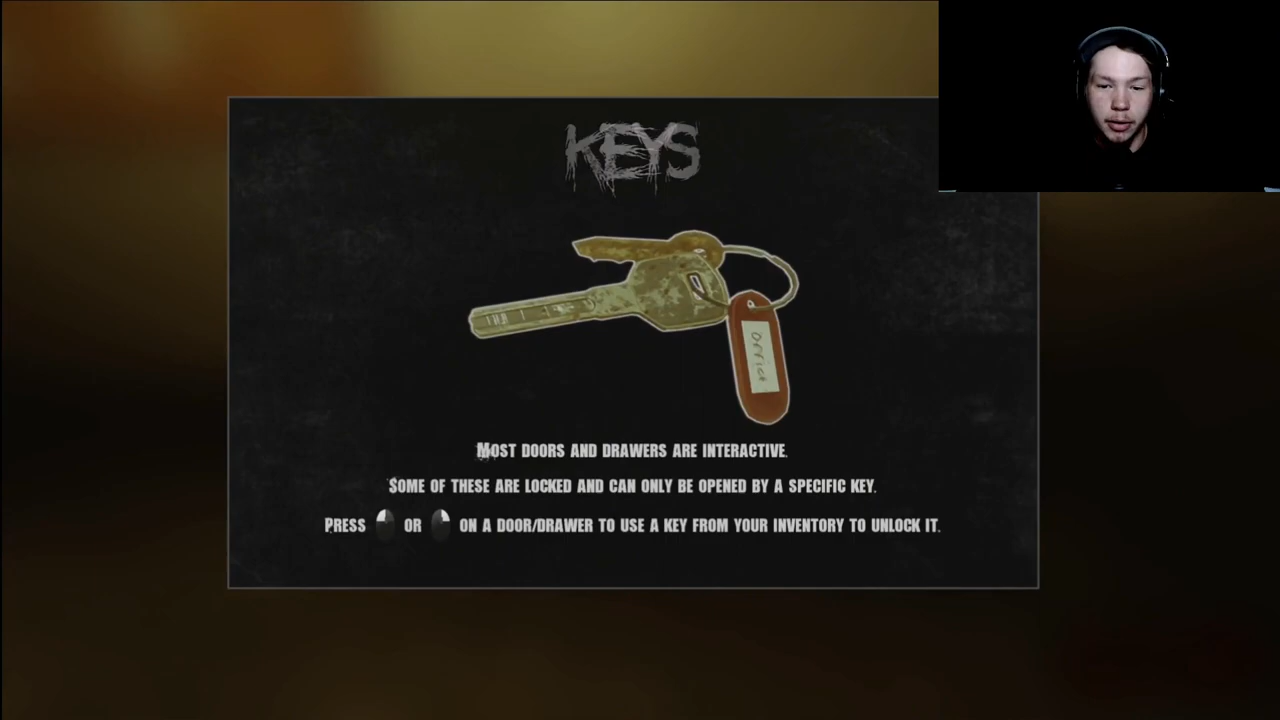 KEYS
Office
MOST DOORS AND DRAWERS ARE INTERACTIVE.
SOME OF THESE ARE LOCKED AND CAN ONLY BE OPENED BY A SPECIFIC KEY.
PRESS OR ON A DOOR/DRAWER TO USE A KEY FROM YOUR INVENTORY TO UNLOCK IT.